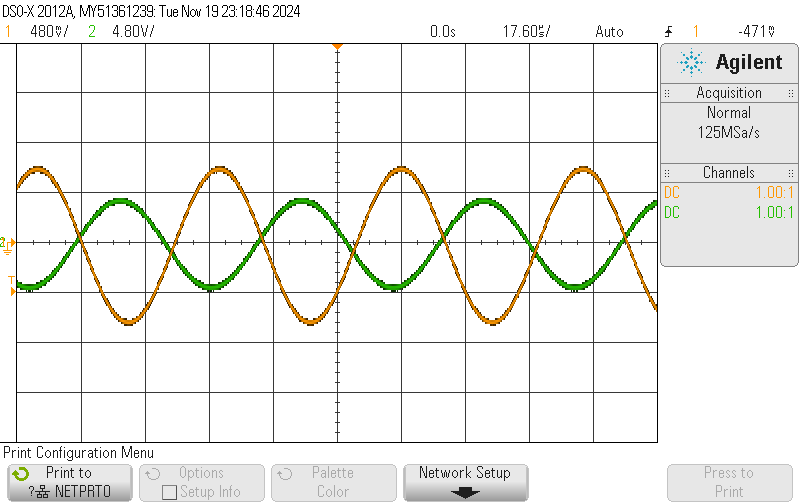 DSO-X 2012A, MY51361239: Tue Nov 19 23:18:46 2024
1 480mV/ 2 4.80V/ 0.0s 17.60us/ Auto 1 -471mV
Agilent
Acquisition
Normal
125MSa/s
Channels
DC 1.00:1
DC 1.00:1
2
T
Print Configuration Menu
Print to
? NETPRT0
Options
Setup Info
Palette
Color
Network Setup
Press to
Print